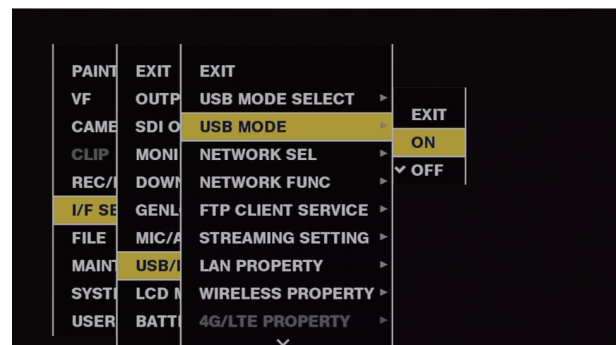 PAINT
VF
CAME
CLIP
REC/
I/F SE
FILE
MAINT
SYST
USER
EXIT
OUTP
SDI O
MONI
DOWN
GENL
MIC/A
USB/
LCD M
BATT
EXIT
USB MODE SELECT
USB MODE
NETWORK SEL
NETWORK FUNC
FTP CLIENT SERVICE
STREAMING SETTING
LAN PROPERTY
WIRELESS PROPERTY
4G/LTE PROPERTY
EXIT
ON
OFF